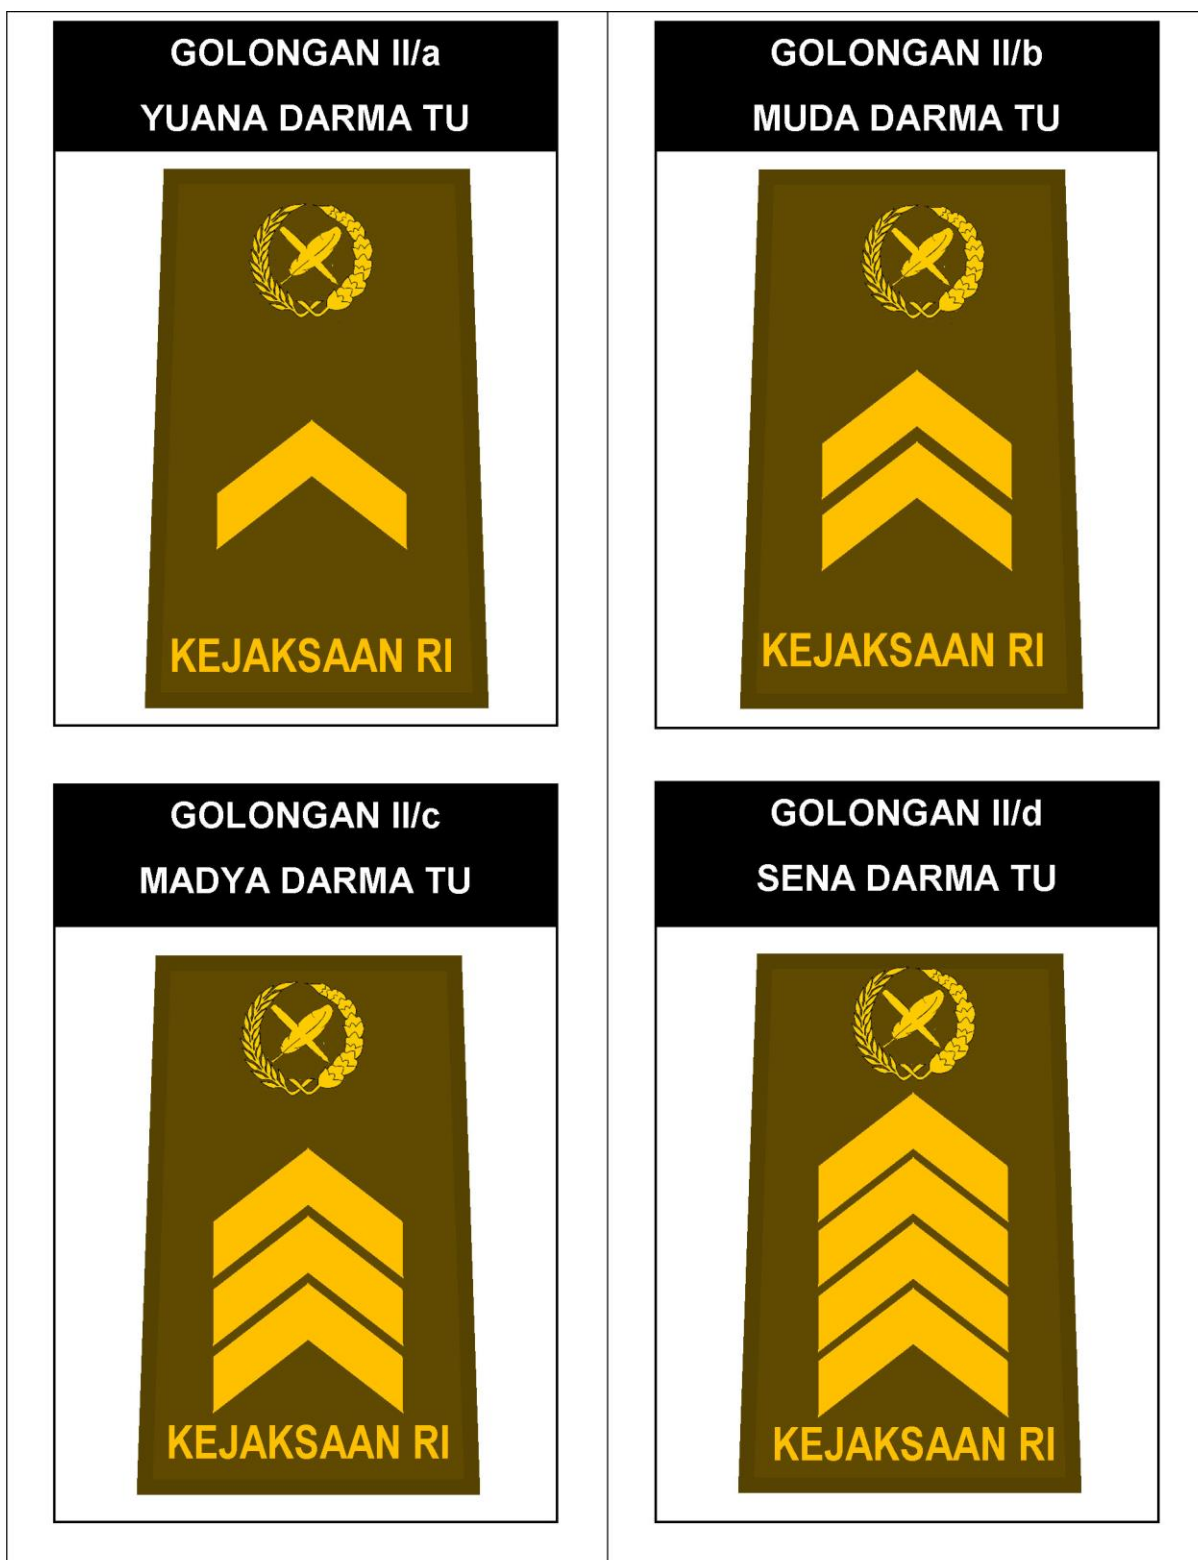 GOLONGAN II/a
YUANA DARMA TU
KEJAKSAAN RI
GOLONGAN II/b
MUDA DARMA TU
KEJAKSAAN RI
GOLONGAN II/c
MADYA DARMA TU
KEJAKSAAN RI
GOLONGAN II/d
SENA DARMA TU
KEJAKSAAN RI